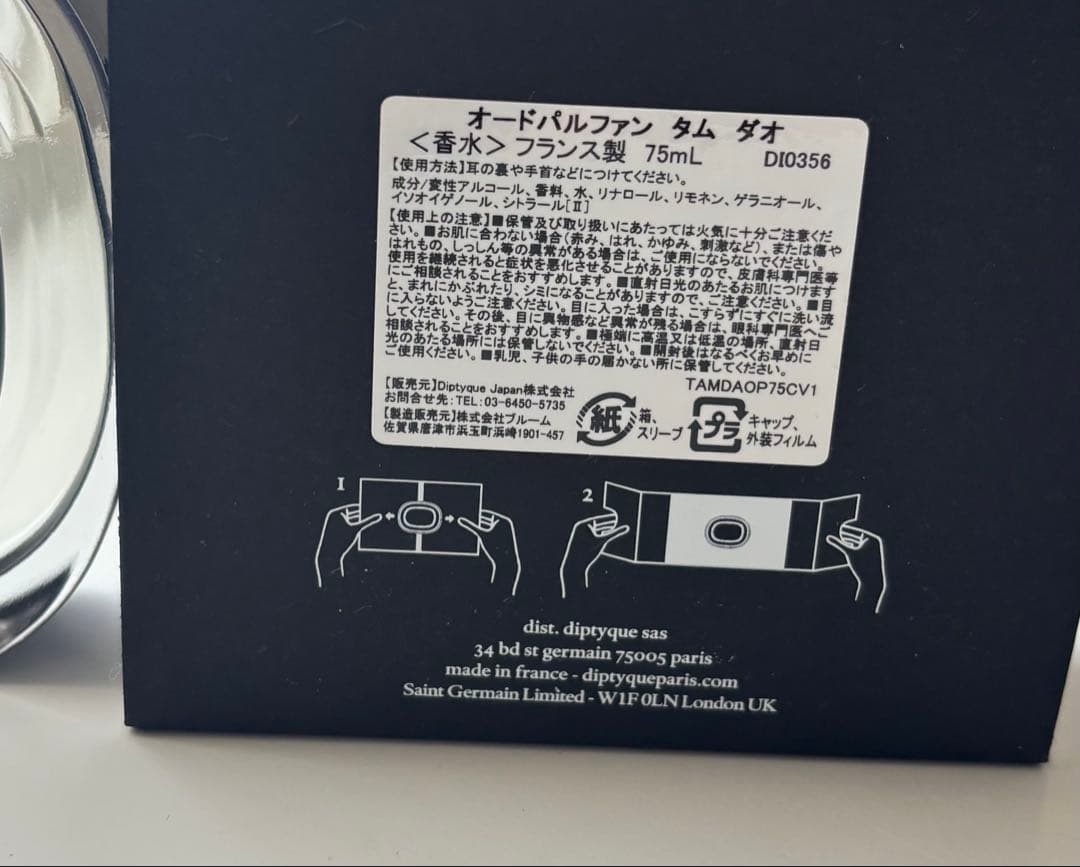 オードパルファン タム ダオ
＜香水＞フランス製 75mL DI0356
【使用方法】耳の裏や手首などにつけてください。
成分/変性アルコール、香料、水、リナロール、リモネン、ゲラニオール、
イソオイゲノール、シトラール[Ⅱ]
【使用上の注意】■保管及び取り扱いにあたっては火気に十分ご注意くだ
さい。■お肌に合わない場合(赤み、はれ、かゆみ、刺激など)、または傷や
はれもの、しっしん等の異常がある場合は、ご使用にならないでください。
使用を継続されると症状を悪化させることがありますので、皮膚科専門医等
にご相談されることをおすすめします。■直射日光のあたるお肌につけます
と、まれにかぶれたり、シミになることがありますので、ご注意ください。■目
に入らないようご注意ください。目に入った場合は、こすらずにすぐに洗い流
してください。その後、目に異物感など異常が残る場合は、眼科専門医へご
相談されることをおすすめします。■極端に高温又は低温の場所、直射日
光のあたる場所には保管しないでください。■開封後はなるべくお早めに
ご使用ください。■乳児、子供の手の届かない所に保管してください。
TAMDAOP75CV1
【販売元】Diptyque Japan株式会社
お問合せ先：TEL:03-6450-5735
【製造販売元】株式会社ブルーム
佐賀県唐津市浜玉町浜崎1901-457
紙
箱、
スリーブ
プラ
キャップ、
外装フィルム
1
2
dist. diptyque sas
34 bd st germain 75005 paris
made in france - diptyqueparis.com
Saint Germain Limited - W1F 0LN London UK